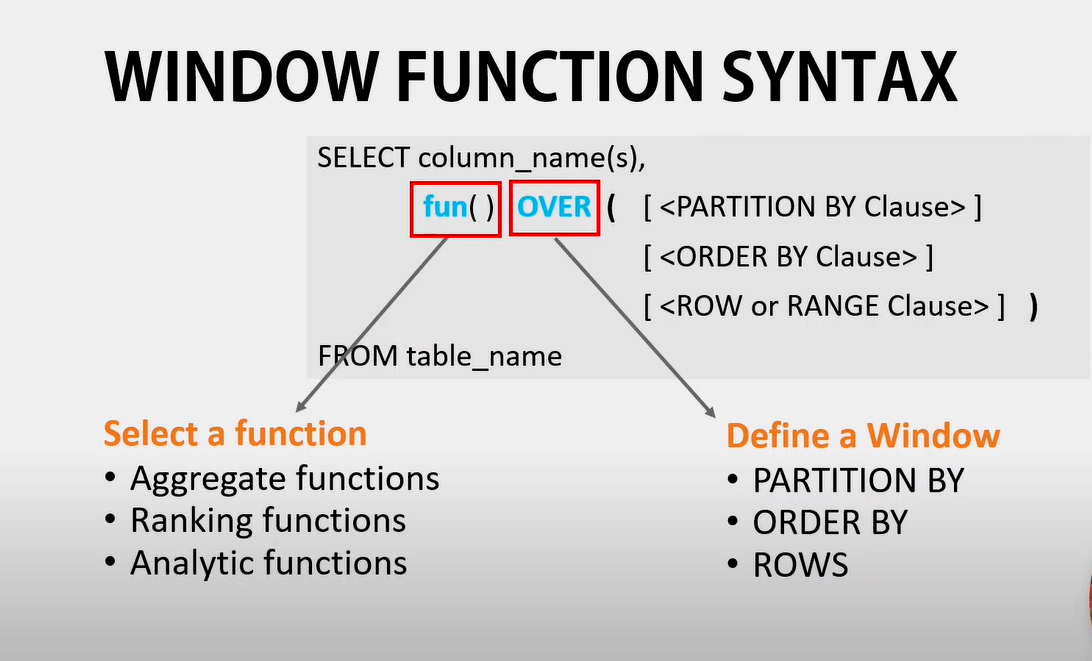 WINDOW FUNCTION SYNTAX
SELECT column_name(s),
fun( ) OVER ( [ <PARTITION BY Clause> ]
[ <ORDER BY Clause> ]
[ <ROW or RANGE Clause> ] )
FROM table_name
Select a function
• Aggregate functions
• Ranking functions
• Analytic functions
Define a Window
• PARTITION BY
• ORDER BY
• ROWS